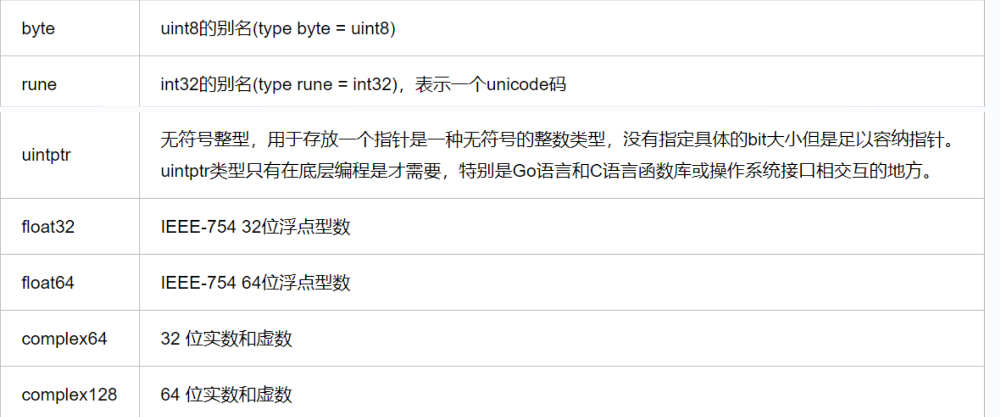 byte
uint8的别名(type byte = uint8)
rune
int32的别名(type rune = int32)，表示一个unicode码
uintptr
无符号整型，用于存放一个指针是一种无符号的整数类型，没有指定具体的bit大小但是足以容纳指针。
uintptr类型只有在底层编程是才需要，特别是Go语言和C语言函数库或操作系统接口相交互的地方。
float32
IEEE-754 32位浮点型数
float64
IEEE-754 64位浮点型数
complex64
32 位实数和虚数
complex128
64 位实数和虚数